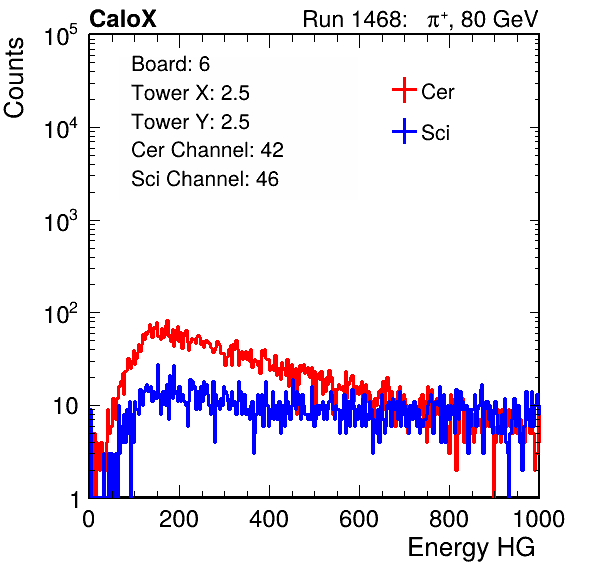 CaloX Run 1468: π⁺, 80 GeV
Counts
10⁵
10⁴
10³
10²
10
1
Board: 6
Tower X: 2.5
Tower Y: 2.5
Cer Channel: 42
Sci Channel: 46
Cer
Sci
0 200 400 600 800 1000
Energy HG